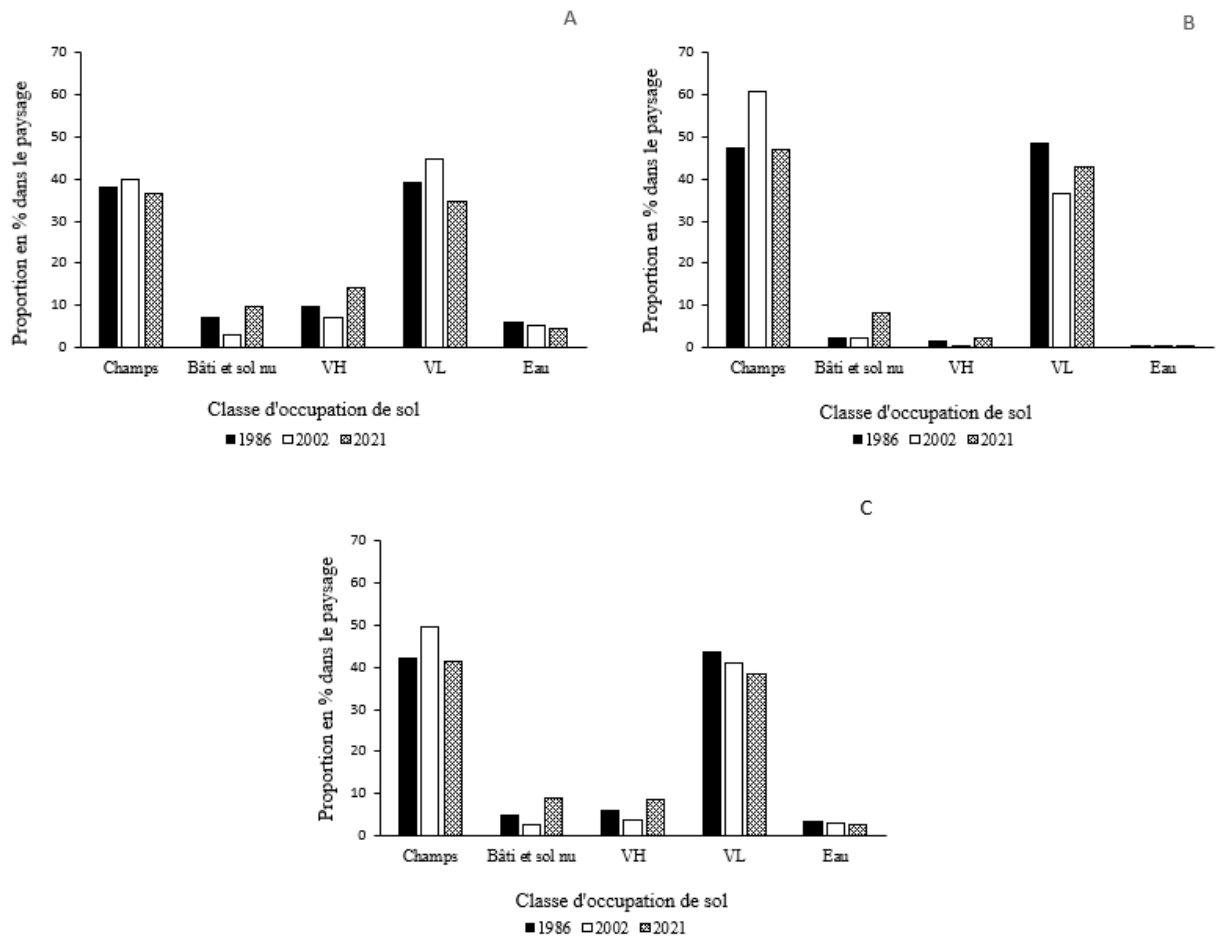 A
Proportion en % dans le paysage
70
60
50
40
30
20
10
0
Champs Bâti et sol nu VH VL Eau
Classe d'occupation de sol
1986 2002 2021
B
Proportion en % dans le paysage
70
60
50
40
30
20
10
0
Champs Bâti et sol nu VH VL Eau
Classe d'occupation de sol
1986 2002 2021
C
Proportion en % dans le paysage
70
60
50
40
30
20
10
0
Champs Bâti et sol nu VH VL Eau
Classe d'occupation de sol
1986 2002 2021